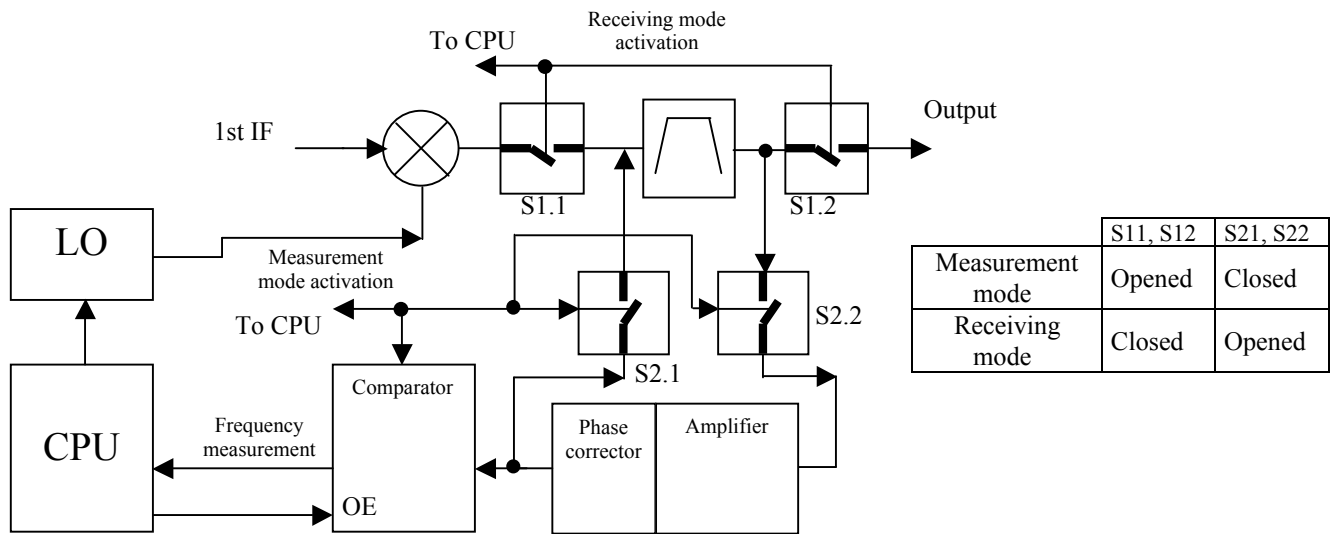 Receiving mode
activation
To CPU
Output
1st IF
S1.1
S1.2
LO
Measurement
mode activation
To CPU
S2.1
S2.2
Comparator
Phase
corrector
Amplifier
CPU
Frequency
measurement
OE
S11, S12 S21, S22
Measurement
mode Opened Closed
Receiving
mode Closed Opened